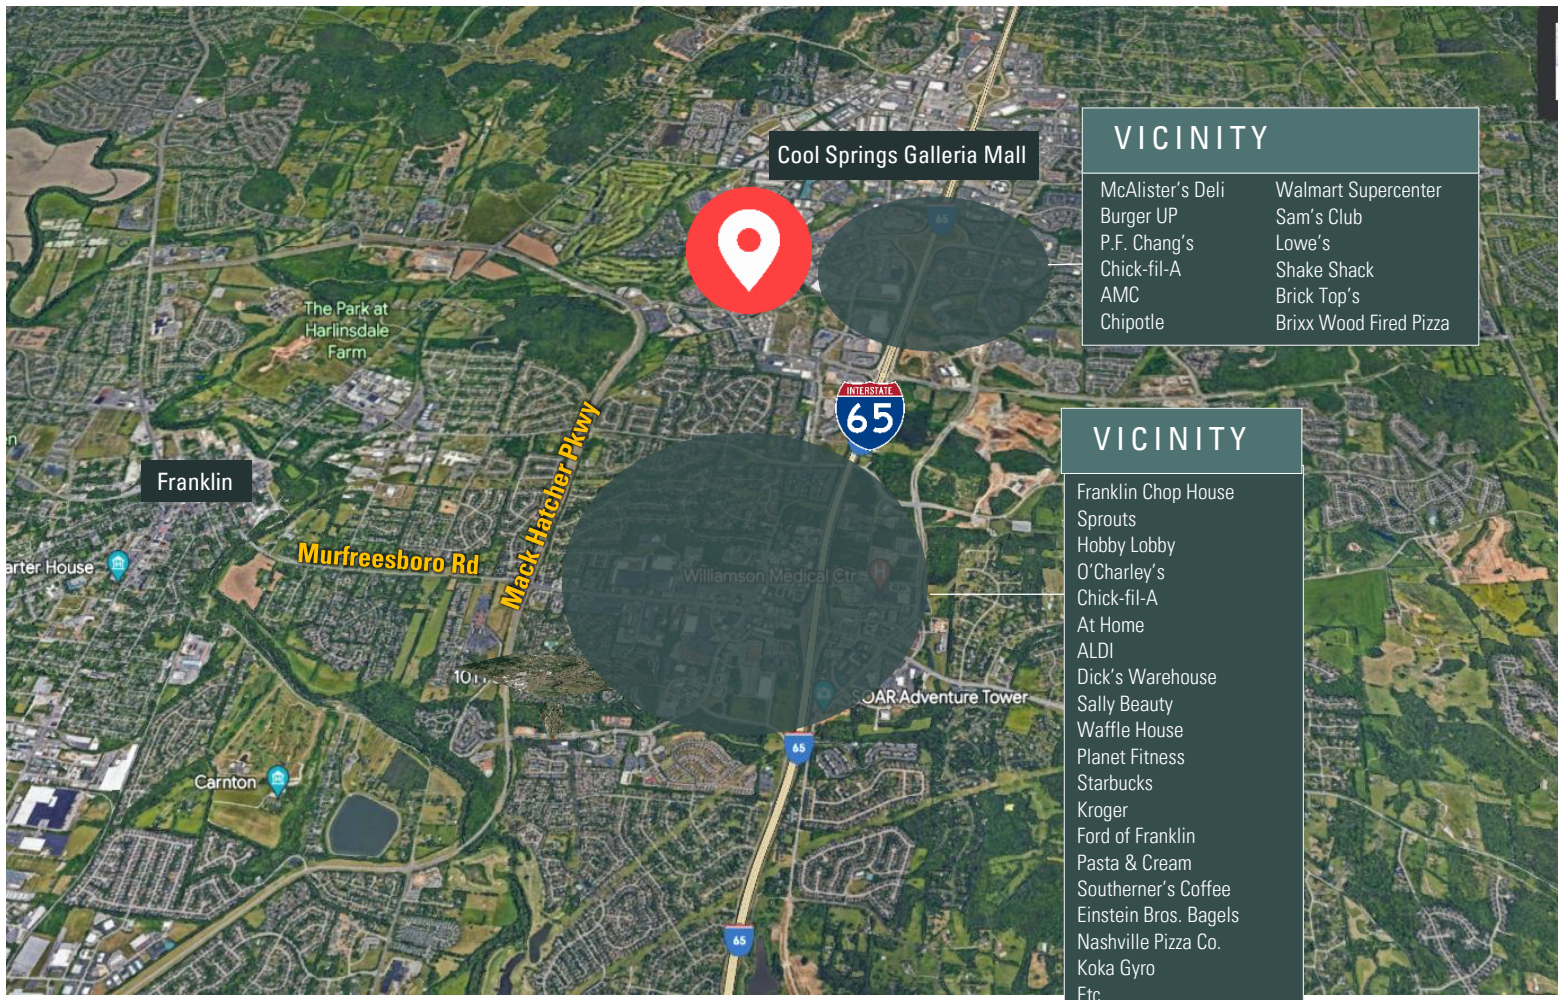 Cool Springs Galleria Mall
VICINITY
McAlister's Deli
Burger UP
P.F. Chang's
Chick-fil-A
AMC
Chipotle
Walmart Supercenter
Sam's Club
Lowe's
Shake Shack
Brick Top's
Brixx Wood Fired Pizza
65
The Park at
Harlinsdale
Farm
INTERSTATE
65
VICINITY
Franklin Chop House
Sprouts
Hobby Lobby
O'Charley's
Chick-fil-A
At Home
ALDI
Dick's Warehouse
Sally Beauty
Waffle House
Planet Fitness
Starbucks
Kroger
Ford of Franklin
Pasta & Cream
Southerner's Coffee
Einstein Bros. Bagels
Nashville Pizza Co.
Koka Gyro
Etc
Franklin
Mack Hatcher Pkwy
Murfreesboro Rd
arter House
Williamson Medical Ctr
H
OAR Adventure Tower
65
Carnton
65